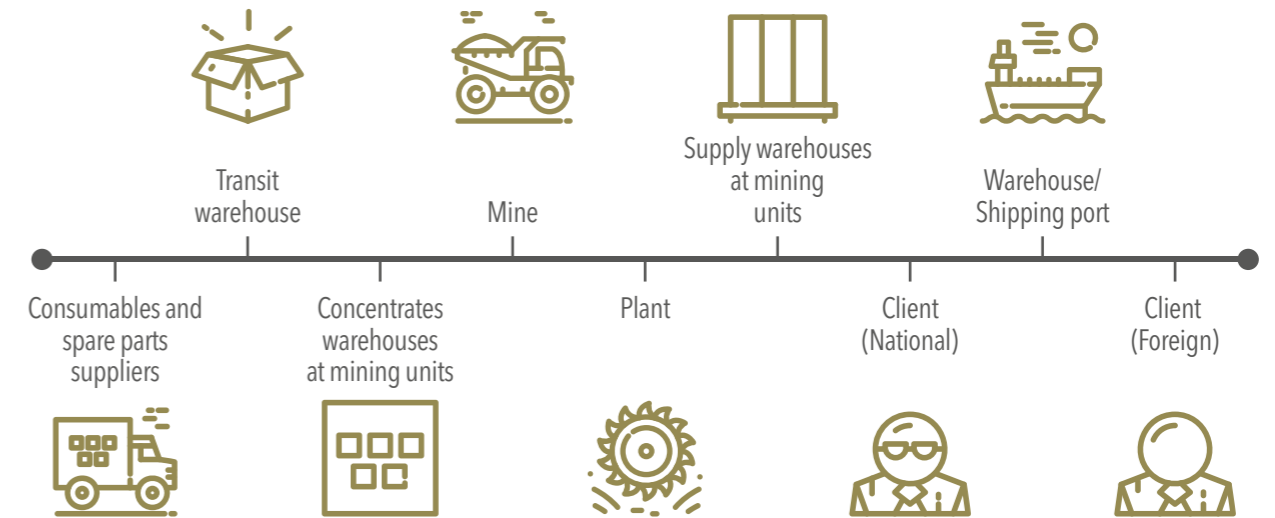 Transit
warehouse
Mine
Supply warehouses
at mining
units
Warehouse/
Shipping port
Consumables and
spare parts
suppliers
Concentrates
warehouses
at mining units
Plant
Client
(National)
Client
(Foreign)